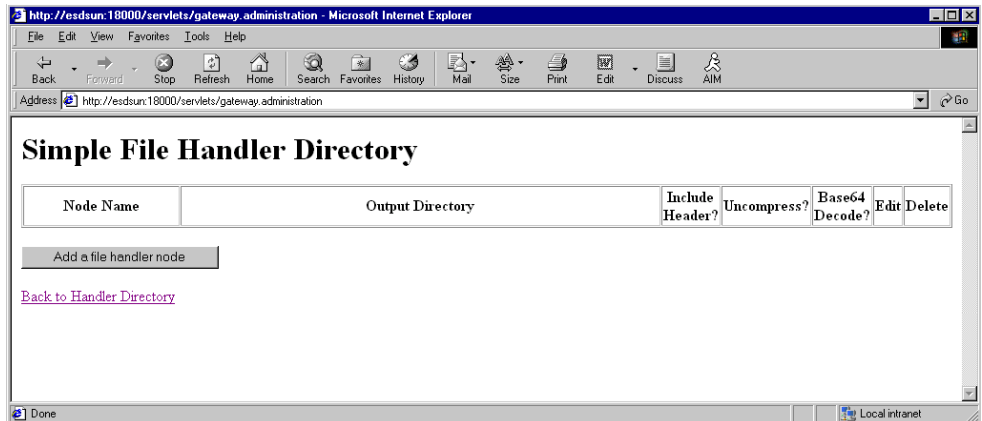 http://esdsun:18000/servlets/gateway.administration - Microsoft Internet Explorer
File Edit View Favorites Tools Help
Back Forward Stop Refresh Home Search Favorites History Mail Size Print Edit Discuss AIM
Address http://esdsun:18000/servlets/gateway.administration Go
Simple File Handler Directory
Node Name Output Directory Include Header? Uncompress? Base64 Decode? Edit Delete
Add a file handler node
Back to Handler Directory
Done Local intranet